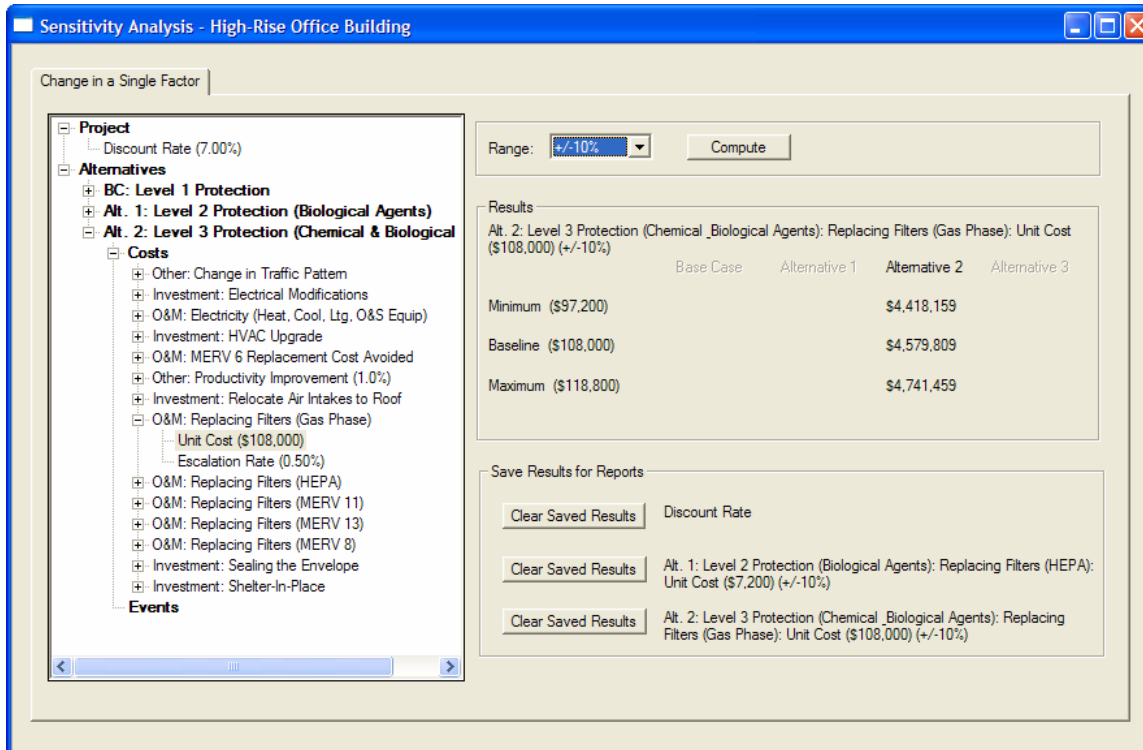 Sensitivity Analysis - High-Rise Office Building
Change in a Single Factor
Project
Discount Rate (7.00%)
Alternatives
BC: Level 1 Protection
Alt. 1: Level 2 Protection (Biological Agents)
Alt. 2: Level 3 Protection (Chemical & Biological
Costs
Other: Change in Traffic Pattern
Investment: Electrical Modifications
O&M: Electricity (Heat, Cool, Ltg, O&S Equip)
Investment: HVAC Upgrade
O&M: MERV 6 Replacement Cost Avoided
Other: Productivity Improvement (1.0%)
Investment: Relocate Air Intakes to Roof
O&M: Replacing Filters (Gas Phase)
Unit Cost ($108,000)
Escalation Rate (0.50%)
O&M: Replacing Filters (HEPA)
O&M: Replacing Filters (MERV 11)
O&M: Replacing Filters (MERV 13)
O&M: Replacing Filters (MERV 8)
Investment: Sealing the Envelope
Investment: Shelter-In-Place
Events
Range: +/-10% Compute
Results
Alt. 2: Level 3 Protection (Chemical _Biological Agents): Replacing Filters (Gas Phase): Unit Cost
($108,000) (+/-10%)
Base Case Alternative 1 Alternative 2 Alternative 3
Minimum ($97,200) $4,418,159
Baseline ($108,000) $4,579,809
Maximum ($118,800) $4,741,459
Save Results for Reports
Clear Saved Results Discount Rate
Clear Saved Results Alt. 1: Level 2 Protection (Biological Agents): Replacing Filters (HEPA):
Unit Cost ($7,200) (+/-10%)
Clear Saved Results Alt. 2: Level 3 Protection (Chemical _Biological Agents): Replacing
Filters (Gas Phase): Unit Cost ($108,000) (+/-10%)